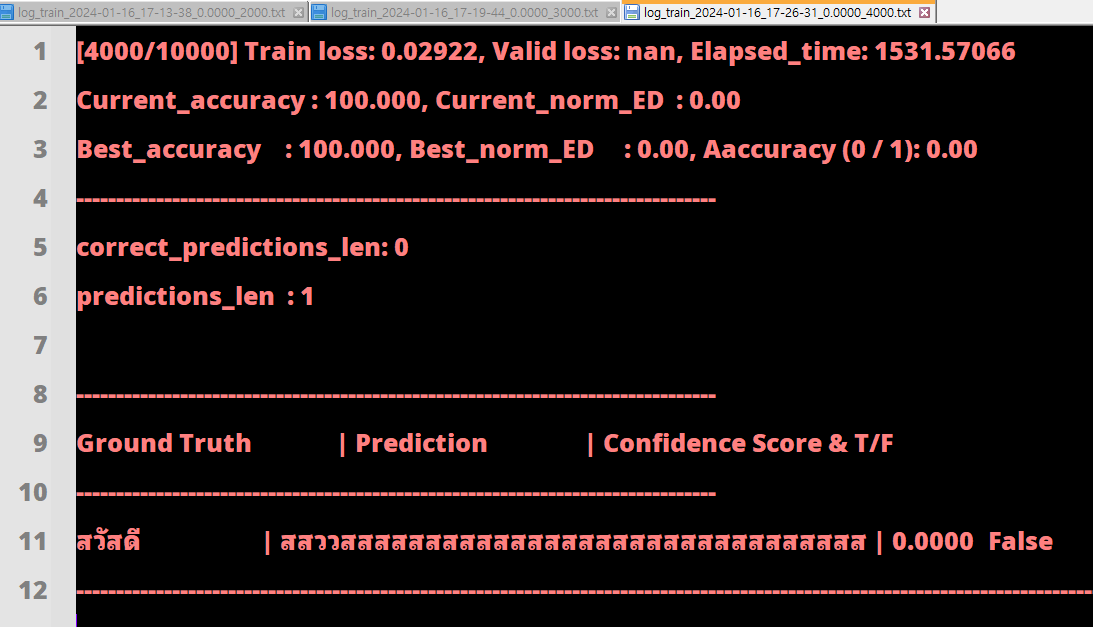 log_train_2024-01-16_17-13-38_0.0000_2000.txt log_train_2024-01-16_17-19-44_0.0000_3000.txt log_train_2024-01-16_17-26-31_0.0000_4000.txt
1 [4000/10000] Train loss: 0.02922, Valid loss: nan, Elapsed_time: 1531.57066
2 Current_accuracy : 100.000, Current_norm_ED : 0.00
3 Best_accuracy : 100.000, Best_norm_ED : 0.00, Aaccuracy (0 / 1): 0.00
4 --------------------------------------------------------------------------------
5 correct_predictions_len: 0
6 predictions_len : 1
7
8 --------------------------------------------------------------------------------
9 Ground Truth | Prediction | Confidence Score & T/F
10 --------------------------------------------------------------------------------
11 สวัสดี | สสววสสสสสสสสสสสสสสสสสสสสสสสสสสสสสสส | 0.0000 False
12 -------------------------------------------------------------------------------------------------------------------------------